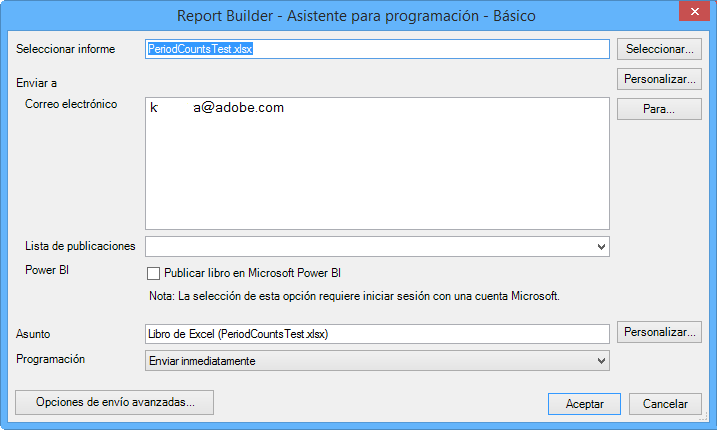 Report Builder - Asistente para programación - Básico
Seleccionar informe PeriodCountsTest.xlsx Seleccionar...
Enviar a Personalizar...
Correo electrónico k a@adobe.com Para...
Lista de publicaciones
Power BI Publicar libro en Microsoft Power BI
Nota: La selección de esta opción requiere iniciar sesión con una cuenta Microsoft.
Asunto Libro de Excel (PeriodCountsTest.xlsx) Personalizar...
Programación Enviar inmediatamente
Opciones de envío avanzadas... Aceptar Cancelar